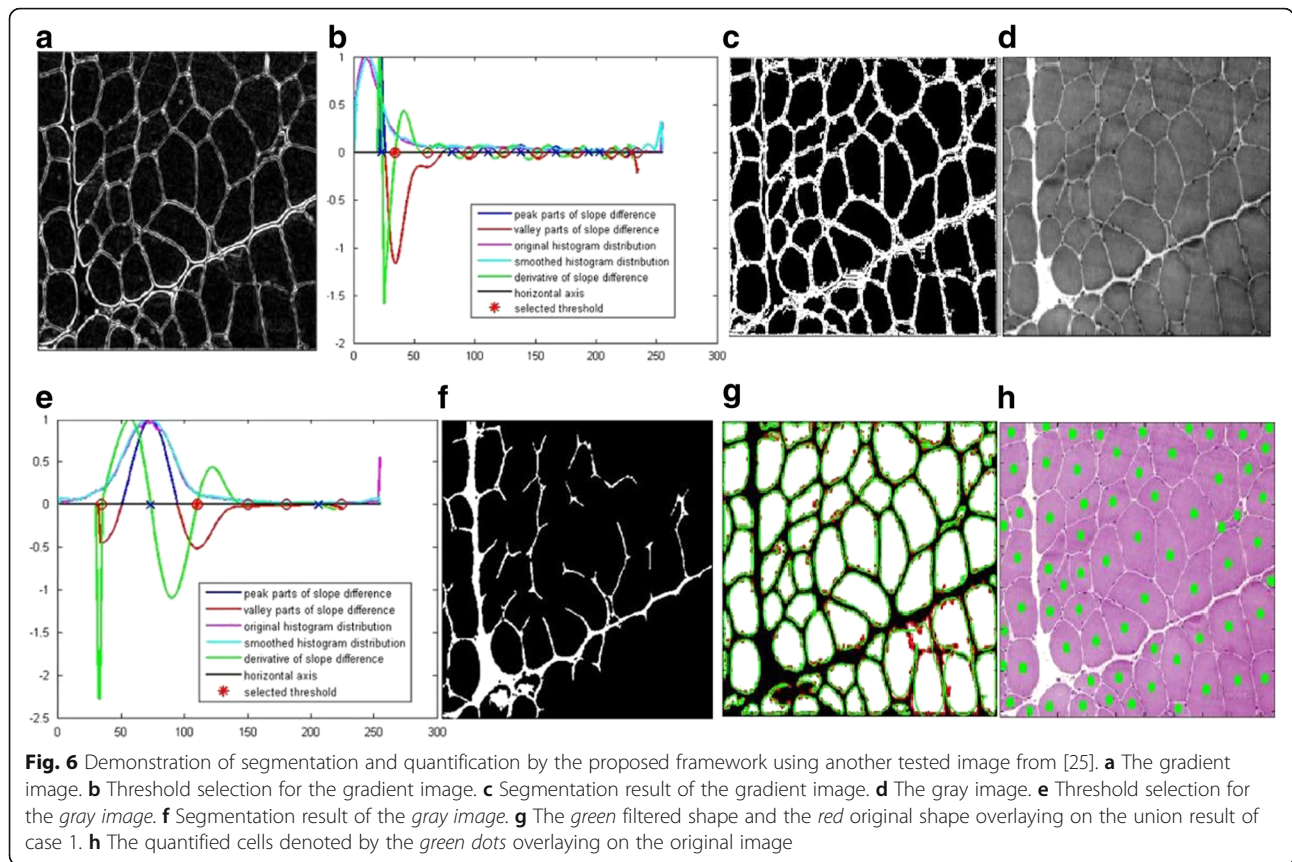 a
b
c
d
1
0.5
0
-0.5
-1
-1.5
-2
0
50
100
150
200
250
300
peak parts of slope difference
valley parts of slope difference
original histogram distribution
smoothed histogram distribution
derivative of slope difference
horizontal axis
selected threshold
e
f
g
h
1
0.5
0
-0.5
-1
-1.5
-2
-2.5
0
50
100
150
200
250
300
peak parts of slope difference
valley parts of slope difference
original histogram distribution
smoothed histogram distribution
derivative of slope difference
horizontal axis
selected threshold
Fig. 6 Demonstration of segmentation and quantification by the proposed framework using another tested image from [25]. a The gradient
image. b Threshold selection for the gradient image. c Segmentation result of the gradient image. d The gray image. e Threshold selection for
the gray image. f Segmentation result of the gray image. g The green filtered shape and the red original shape overlaying on the union result of
case 1. h The quantified cells denoted by the green dots overlaying on the original image